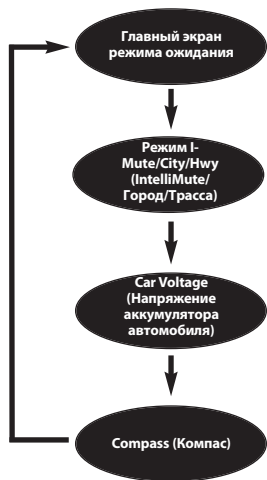 Главный экран
режима ожидания
Режим I-
Mute/City/Hwy
(IntelliMute/
Город/Трасса)
Car Voltage
(Напряжение
аккумулятора
автомобиля)
Compass (Компас)